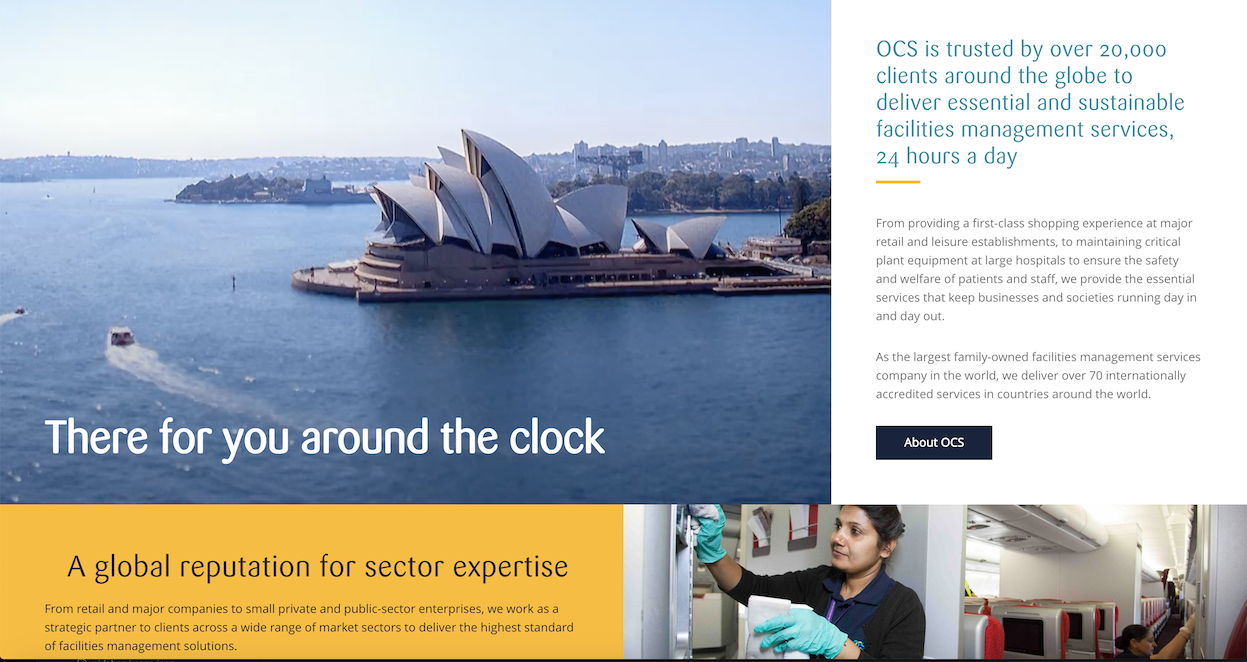 OCS is trusted by over 20,000
clients around the globe to
deliver essential and sustainable
facilities management services,
24 hours a day
From providing a first-class shopping experience at major
retail and leisure establishments, to maintaining critical
plant equipment at large hospitals to ensure the safety
and welfare of patients and staff, we provide the essential
services that keep businesses and societies running day in
and day out.
As the largest family-owned facilities management services
company in the world, we deliver over 70 internationally
accredited services in countries around the world.
About OCS
There for you around the clock
A global reputation for sector expertise
From retail and major companies to small private and public-sector enterprises, we work as a
strategic partner to clients across a wide range of market sectors to deliver the highest standard
of facilities management solutions.